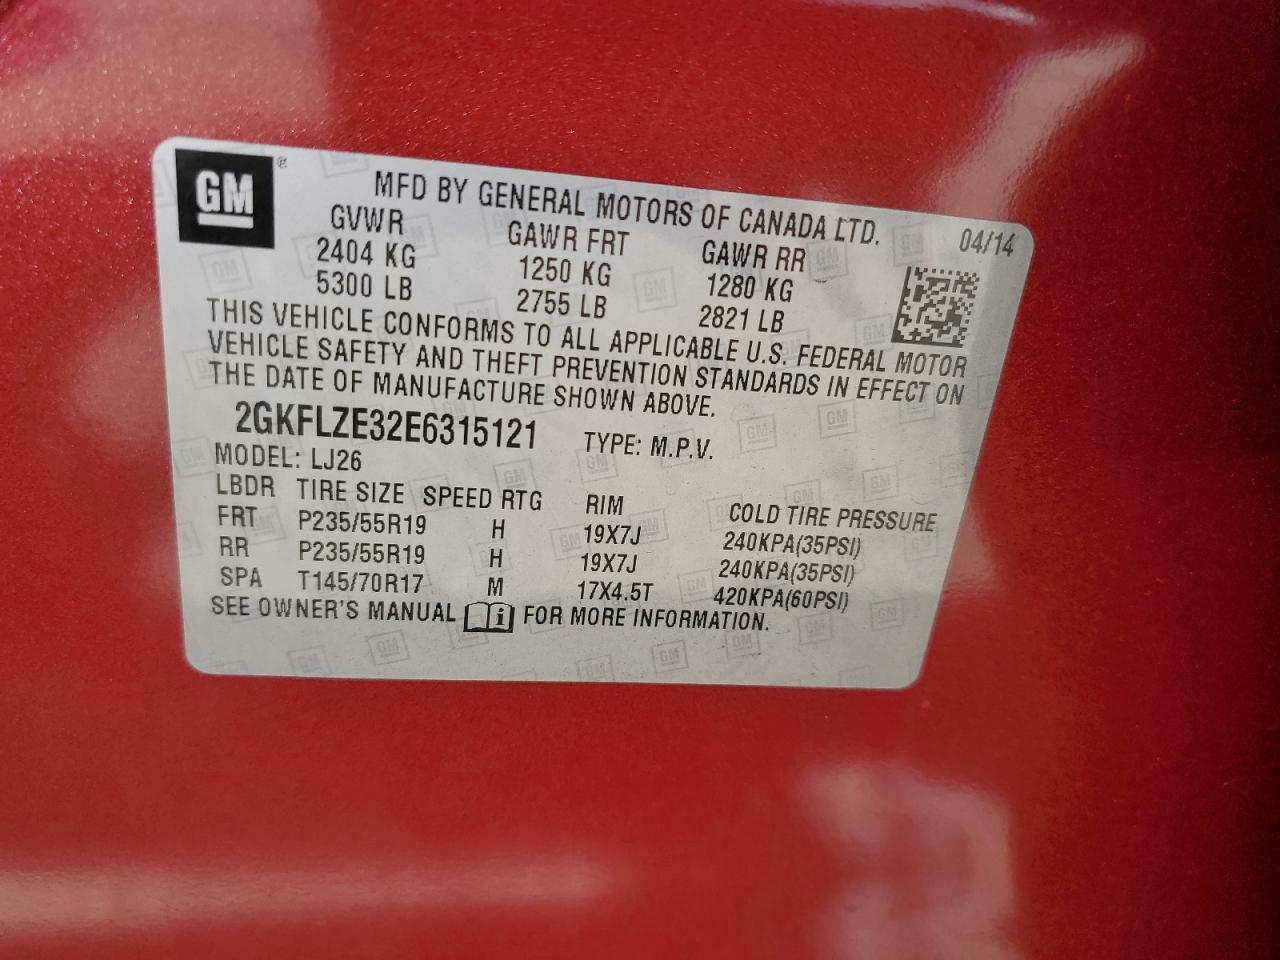 GM ®
MFD BY GENERAL MOTORS OF CANADA LTD. 04/14
GVWR GAWR FRT GAWR RR
2404 KG 1250 KG 1280 KG
5300 LB 2755 LB 2821 LB
THIS VEHICLE CONFORMS TO ALL APPLICABLE U.S. FEDERAL MOTOR
VEHICLE SAFETY AND THEFT PREVENTION STANDARDS IN EFFECT ON
THE DATE OF MANUFACTURE SHOWN ABOVE.
2GKFLZE32E6315121 TYPE: M.P.V.
MODEL: LJ26
LBDR TIRE SIZE SPEED RTG RIM COLD TIRE PRESSURE
FRT P235/55R19 H 19X7J 240KPA(35PSI)
RR P235/55R19 H 19X7J 240KPA(35PSI)
SPA T145/70R17 M 17X4.5T 420KPA(60PSI)
SEE OWNER'S MANUAL i FOR MORE INFORMATION.